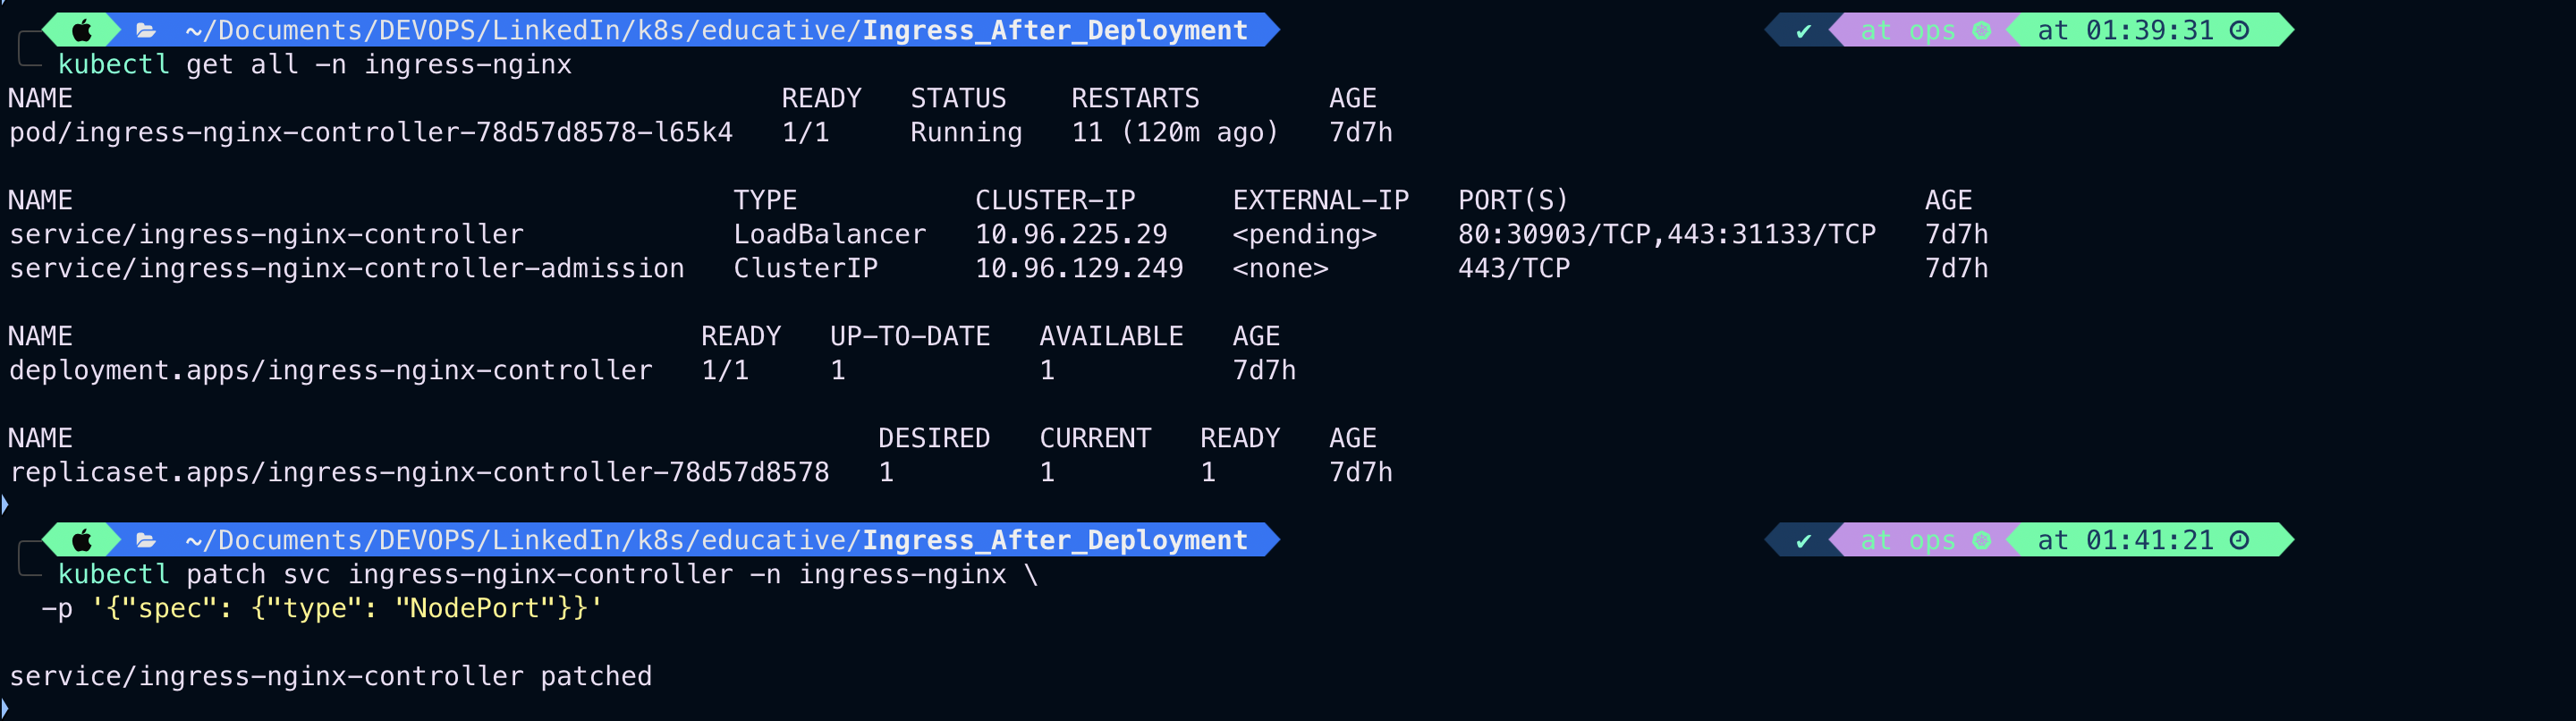 ~/Documents/DEVOPS/LinkedIn/k8s/educative/Ingress_After_Deployment ✔ at ops at 01:39:31
kubectl get all -n ingress-nginx
NAME READY STATUS RESTARTS AGE
pod/ingress-nginx-controller-78d57d8578-l65k4 1/1 Running 11 (120m ago) 7d7h
NAME TYPE CLUSTER-IP EXTERNAL-IP PORT(S) AGE
service/ingress-nginx-controller LoadBalancer 10.96.225.29 <pending> 80:30903/TCP,443:31133/TCP 7d7h
service/ingress-nginx-controller-admission ClusterIP 10.96.129.249 <none> 443/TCP 7d7h
NAME READY UP-TO-DATE AVAILABLE AGE
deployment.apps/ingress-nginx-controller 1/1 1 1 7d7h
NAME DESIRED CURRENT READY AGE
replicaset.apps/ingress-nginx-controller-78d57d8578 1 1 1 7d7h
~/Documents/DEVOPS/LinkedIn/k8s/educative/Ingress_After_Deployment ✔ at ops at 01:41:21
kubectl patch svc ingress-nginx-controller -n ingress-nginx \
-p '{"spec": {"type": "NodePort"}}'
service/ingress-nginx-controller patched